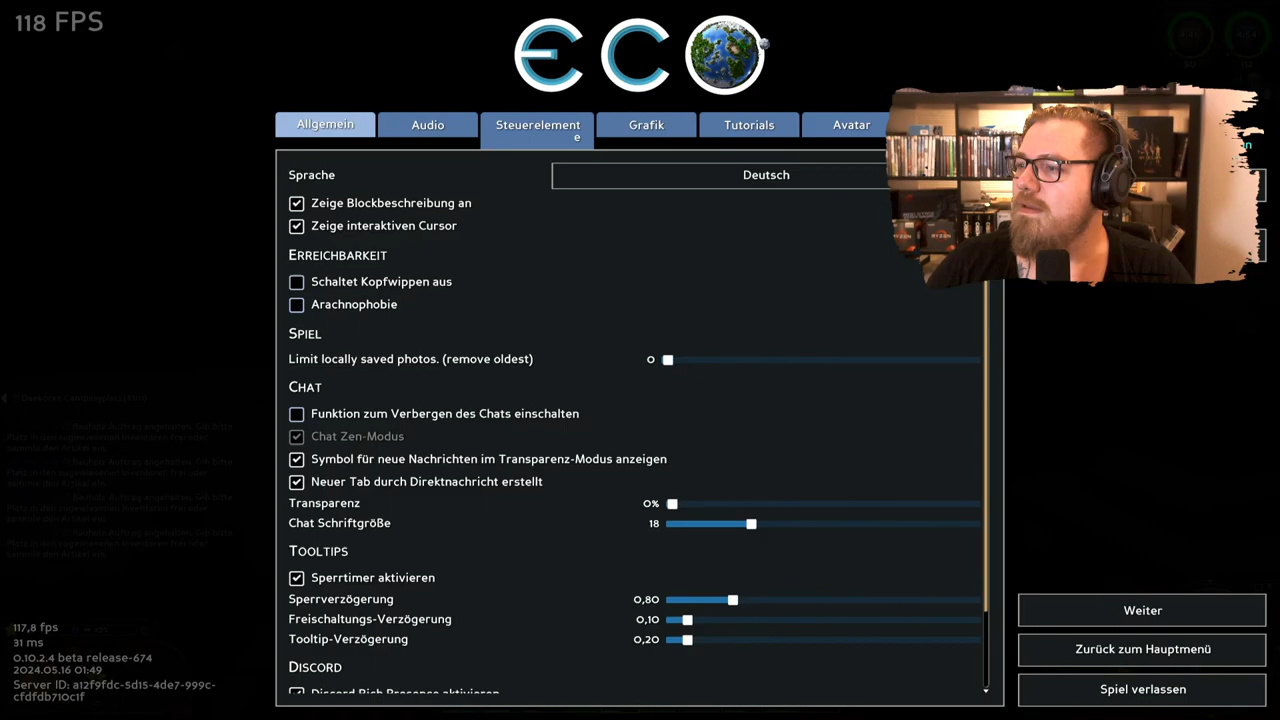 118 FPS
ECO
Allgemein
Audio
Steuerelement
e
Grafik
Tutorials
Avatar
Sprache
Deutsch
Zeige Blockbeschreibung an
Zeige interaktiven Cursor
ERREICHBARKEIT
Schaltet Kopfwippen aus
Arachnophobie
SPIEL
Limit locally saved photos. (remove oldest)
0
CHAT
Funktion zum Verbergen des Chats einschalten
Chat Zen-Modus
Symbol für neue Nachrichten im Transparenz-Modus anzeigen
Neuer Tab durch Direktnachricht erstellt
Transparenz
0%
Chat Schriftgröße
18
TOOLTIPS
Sperrtimer aktivieren
Sperrverzögerung
0,80
Freischaltungs-Verzögerung
0,10
Tooltip-Verzögerung
0,20
DISCORD
Discord Rich Presence aktivieren
Weiter
Zurück zum Hauptmenü
Spiel verlassen
117,8 fps
31 ms
0.10.2.4 beta release-674
2024.05.16 01:49
Server ID: a12f9fdc-5d15-4de7-999c-
cfdfdb710c1f